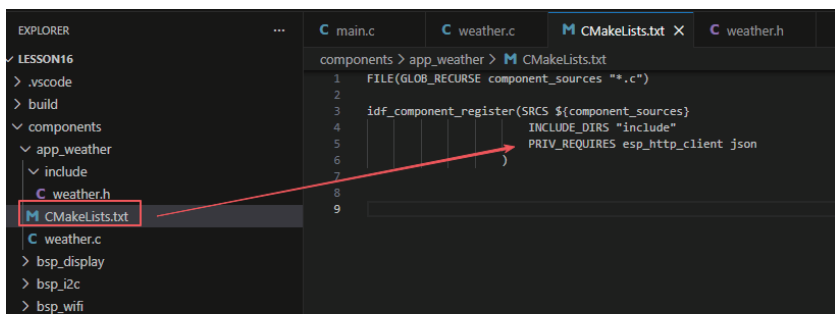 EXPLORER
LESSON16
.vscode
build
components
app_weather
include
C weather.h
M CMakeLists.txt
C weather.c
bsp_display
bsp_i2c
bsp_wifi
C main.c
C weather.c
M CMakeLists.txt
C weather.h
components > app_weather > M CMakeLists.txt
1 FILE(GLOB_RECURSE component_sources "*.c")
2
3 idf_component_register(SRCS ${component_sources}
4 INCLUDE_DIRS "include"
5 PRIV_REQUIRES esp_http_client json
6 )
7
8
9